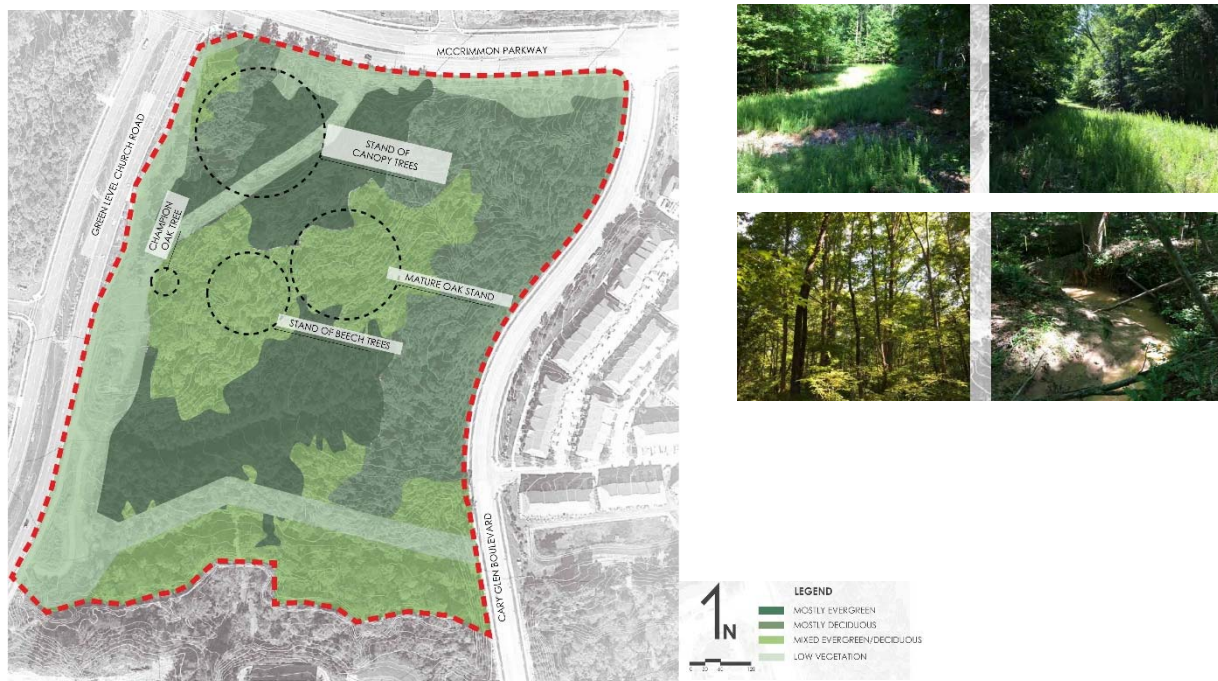 MCCRIMMON PARKWAY
GREEN LEVEL CHURCH ROAD
STAND OF
CANOPY TREES
CHAMPION
OAK TREE
MATURE OAK STAND
STAND OF BEECH TREES
CARY GLEN BOULEVARD
N
LEGEND
MOSTLY EVERGREEN
MOSTLY DECIDUOUS
MIXED EVERGREEN/DECIDUOUS
LOW VEGETATION